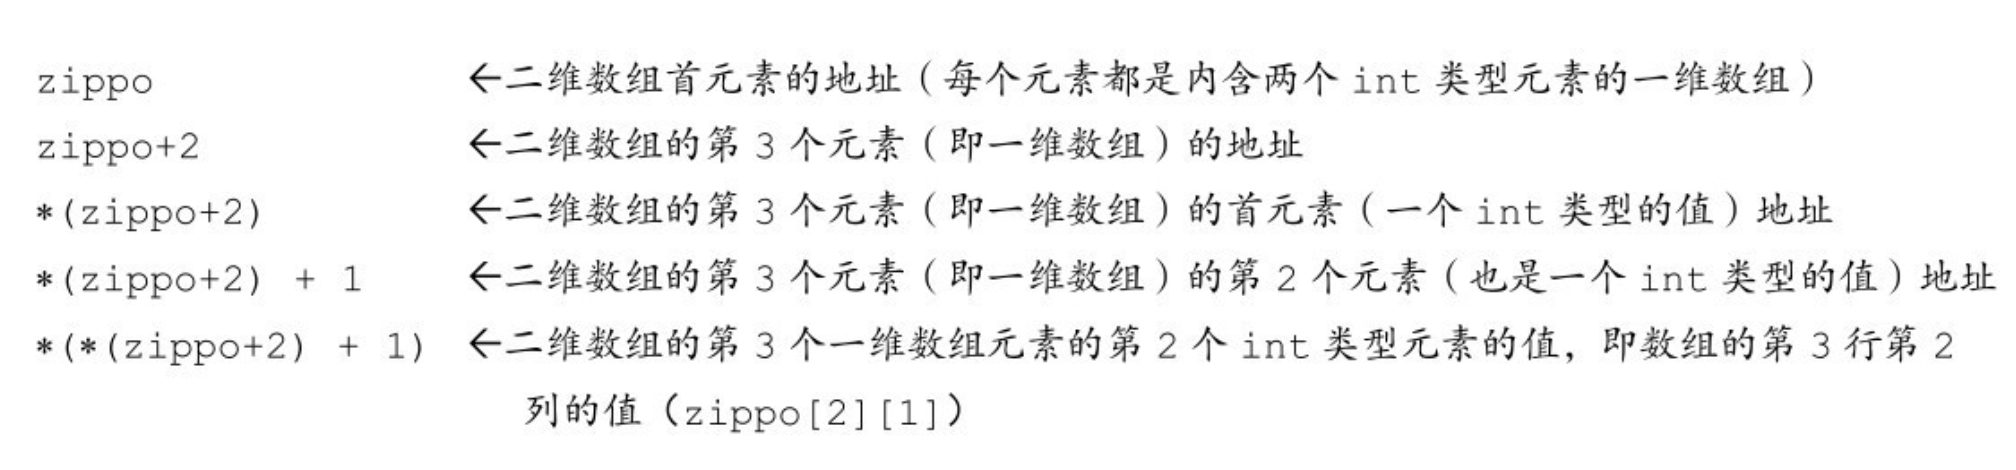 zippo ←二维数组首元素的地址（每个元素都是内含两个 int 类型元素的一维数组）
zippo+2 ←二维数组的第 3 个元素（即一维数组）的地址
*(zippo+2) ←二维数组的第 3 个元素（即一维数组）的首元素（一个 int 类型的值）地址
*(zippo+2) + 1 ←二维数组的第 3 个元素（即一维数组）的第 2 个元素（也是一个 int 类型的值）地址
*(*(zippo+2) + 1) ←二维数组的第 3 个一维数组元素的第 2 个 int 类型元素的值，即数组的第 3 行第 2
列的值（zippo[2][1]）